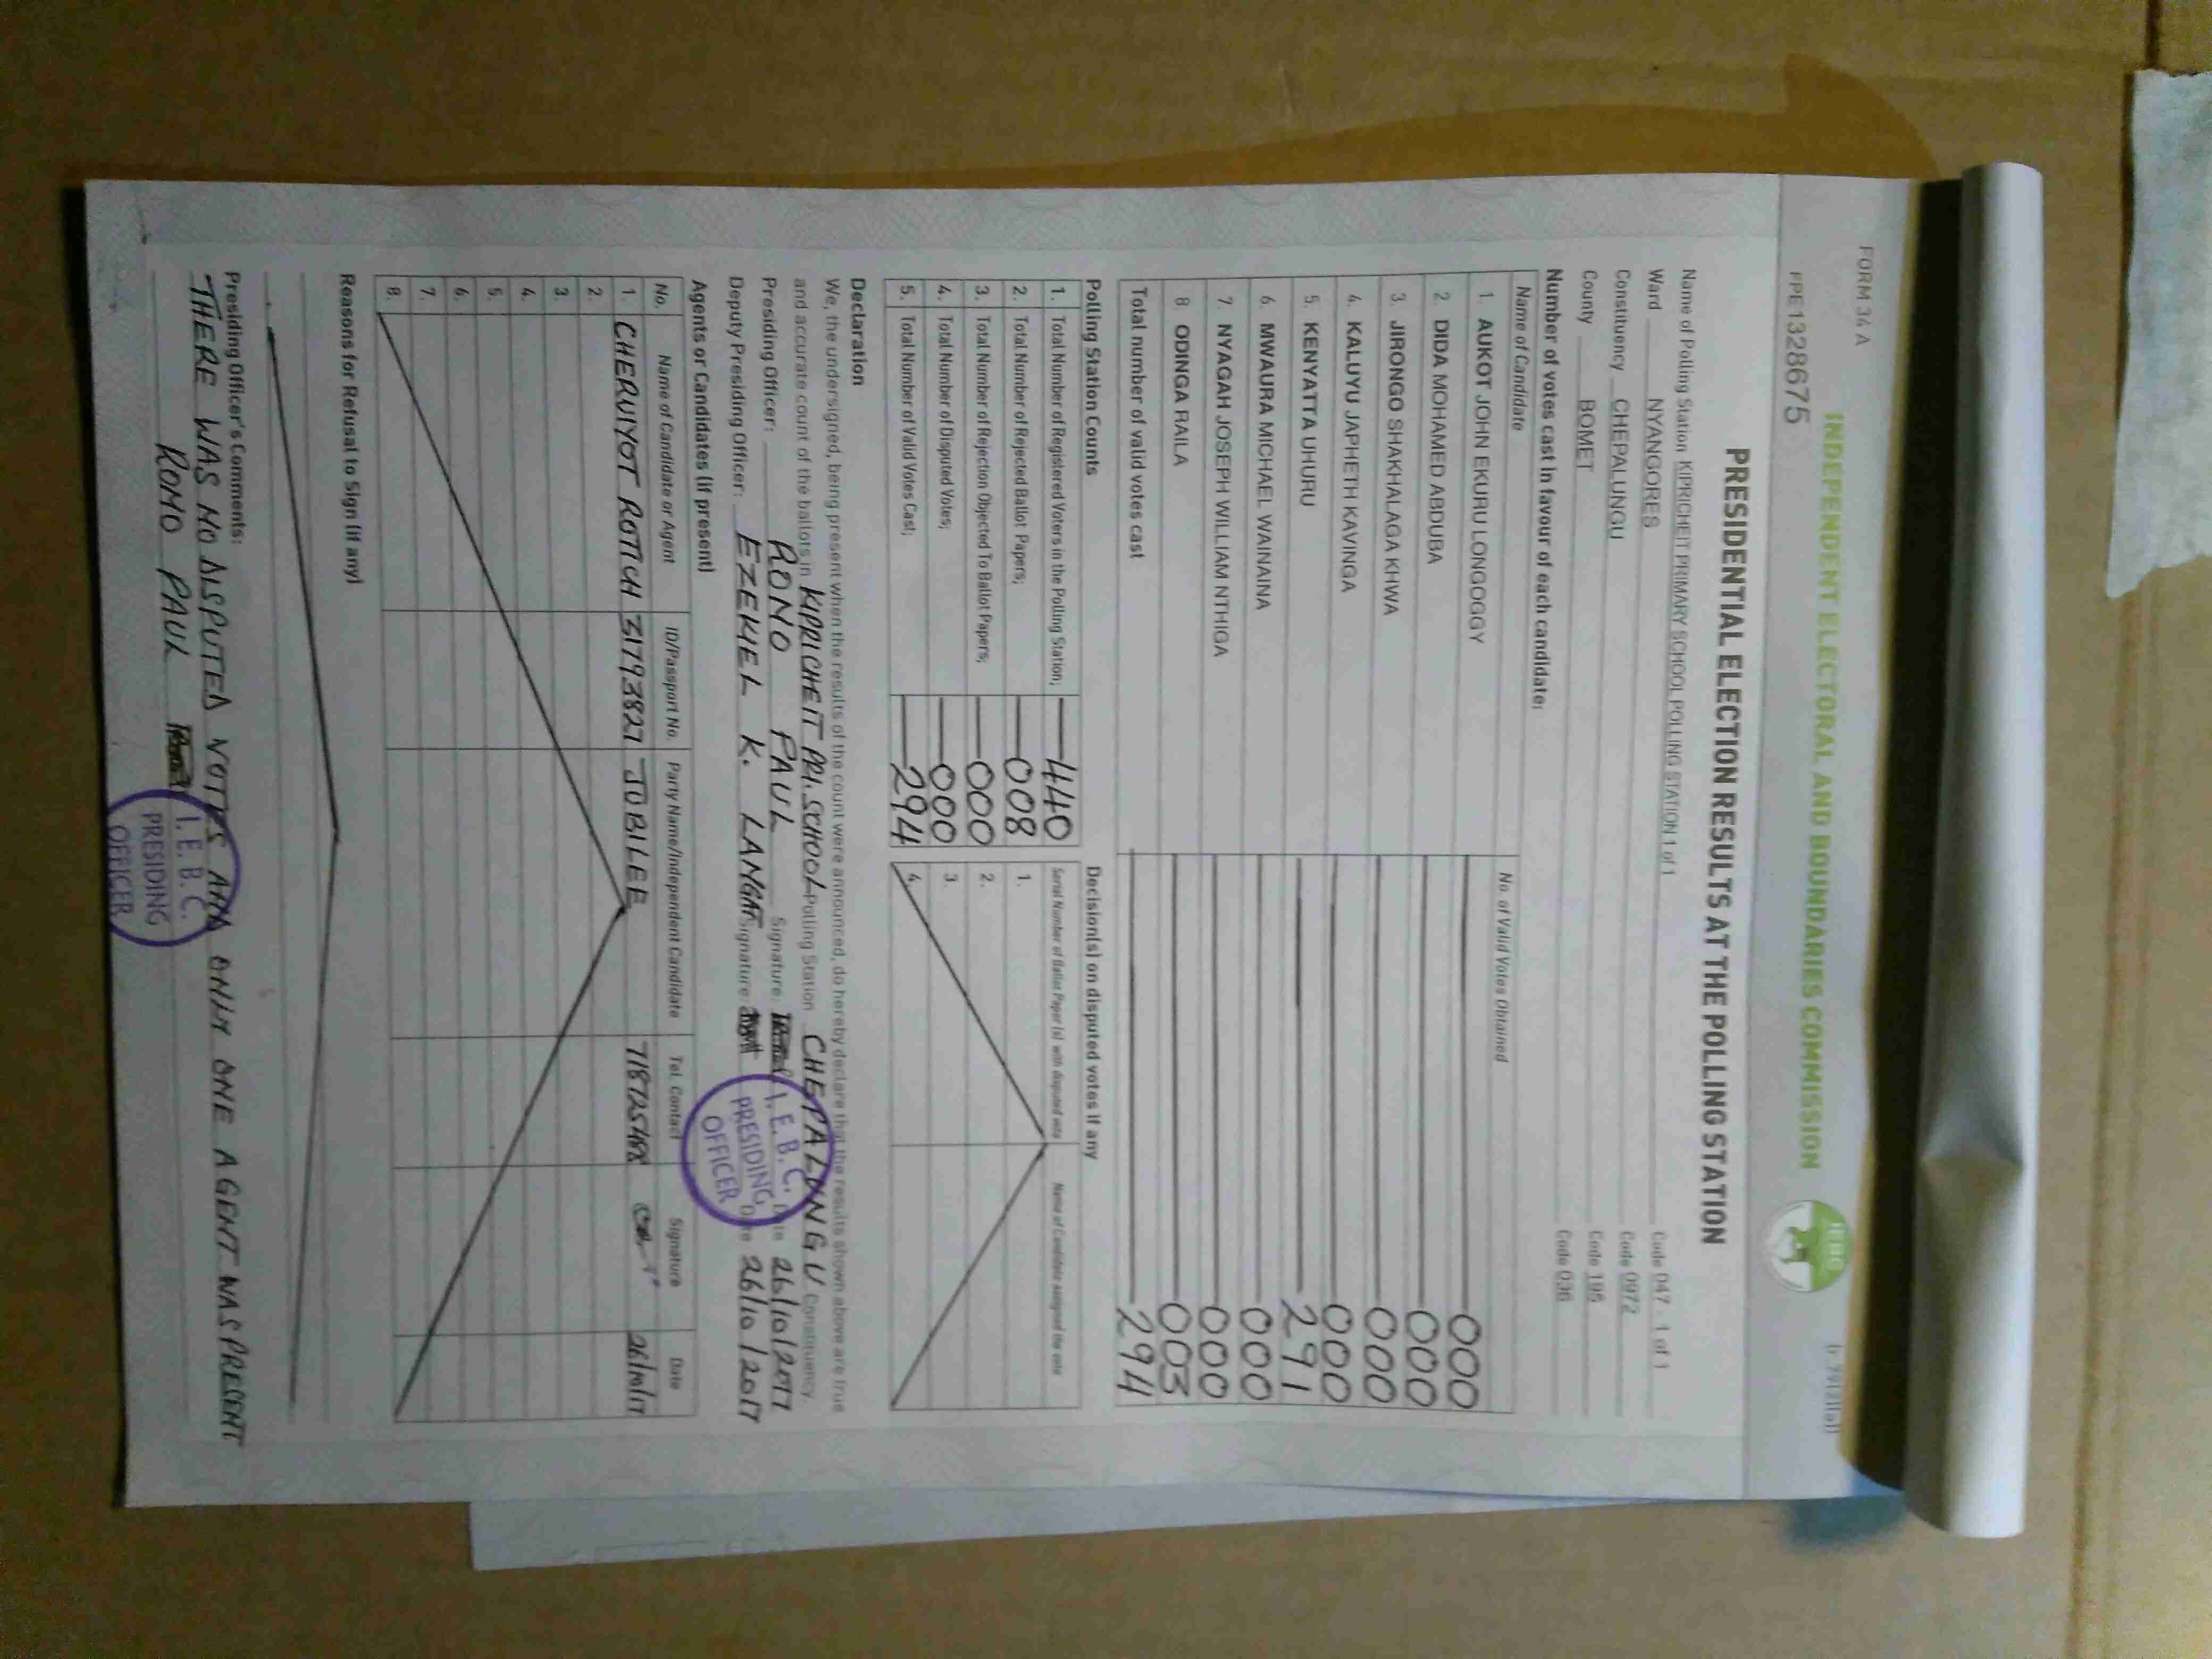 FORM 34 A
INDEPENDENT ELECTORAL AND BOUNDARIES COMMISSION
IEBC
PRESIDENTIAL ELECTION RESULTS AT THE POLLING STATION
Name of Polling Station KIPRICHEIT PRIMARY SCHOOL POLLING STATION 1 of 1 Code 047 - 1 of 1
Ward NYANGORES Code 0972
Constituency CHEPALUNGU Code 195
County BOMET Code 036
Number of votes cast in favour of each candidate:
Name of Candidate No. of Valid Votes Obtained
1. AUKOT JOHN EKURU LONGOGGY 000
2. DIDA MOHAMED ABDUBA 000
3. JIRONGO SHAKHALAGA KHWA 000
4. KALUYU JAPHETH KAVINGA 000
5. KENYATTA UHURU 291
6. MWAURA MICHAEL WAINAINA 000
7. NYAGAH JOSEPH WILLIAM NTHIGA 000
8. ODINGA RAILA 003
Total number of valid votes cast 294
Polling Station Counts Decision(s) on disputed votes if any
1. Total Number of Registered Voters in the Polling Station; 440 Serial Number of Ballot Paper (s) with disputed vote Name of Candidate assigned the vote
2. Total Number of Rejected Ballot Papers; 008 1.
3. Total Number of Rejection Objected To Ballot Papers; 000 2.
4. Total Number of Disputed Votes; 000 3.
5. Total Number of Valid Votes Cast; 294 4.
Declaration
We, the undersigned, being present when the results of the count were announced, do hereby declare that the results shown above are true
and accurate count of the ballots in KIPRICHEIT PRI. SCHOOL Polling Station CHEPALUNGU Constituency.
Presiding Officer: RONO PAUL Signature: Date 26/10/2017
Deputy Presiding Officer: EZEKIEL K. LANGAT Signature Date 26/10/2017
I.E.B.C.
PRESIDING
OFFICER
Agents or Candidates (if present)
No. Name of Candidate or Agent ID/Passport No. Party Name/Independent Candidate Tel. Contact Signature Date
1. CHERUIYOT ROTICH 31793827 JUBILEE 26/10/17
2.
3.
4.
5.
6.
7.
8.
Reasons for Refusal to Sign (if any)
Presiding Officer's Comments:
THERE WAS NO DISPUTED VOTES AND ONLY ONE AGENT WAS PRESENT
RONO PAUL
I.E.B.C.
PRESIDING
OFFICER